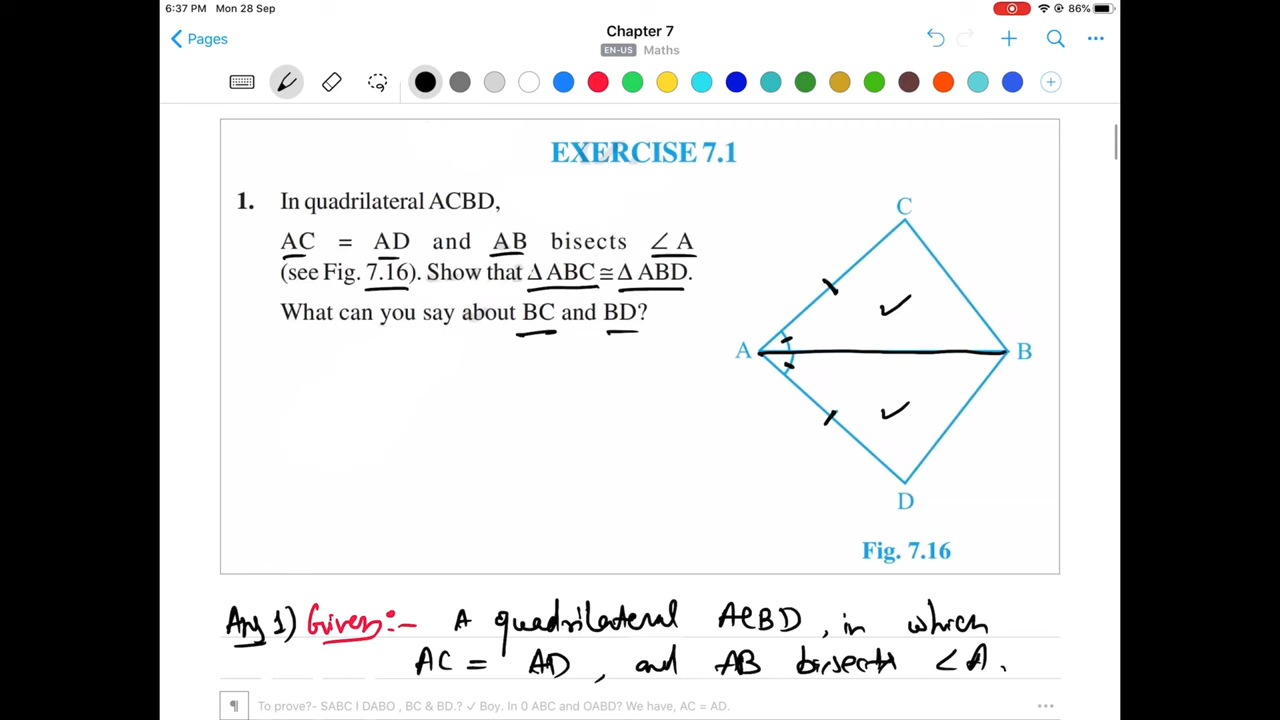 6:37 PM Mon 28 Sep
86%
Pages
Chapter 7
EN-US Maths
EXERCISE 7.1
1. In quadrilateral ACBD,
AC = AD and AB bisects ∠ A
(see Fig. 7.16). Show that Δ ABC ≅ Δ ABD.
What can you say about BC and BD?
C
A
B
D
Fig. 7.16
Ans 1) Given:- A quadrilateral ACBD, in which
AC = AD, and AB bisects ∠A.
To prove?- SABC I DABO , BC & BD.? ✓ Boy. In 0 ABC and OABD? We have, AC = AD.